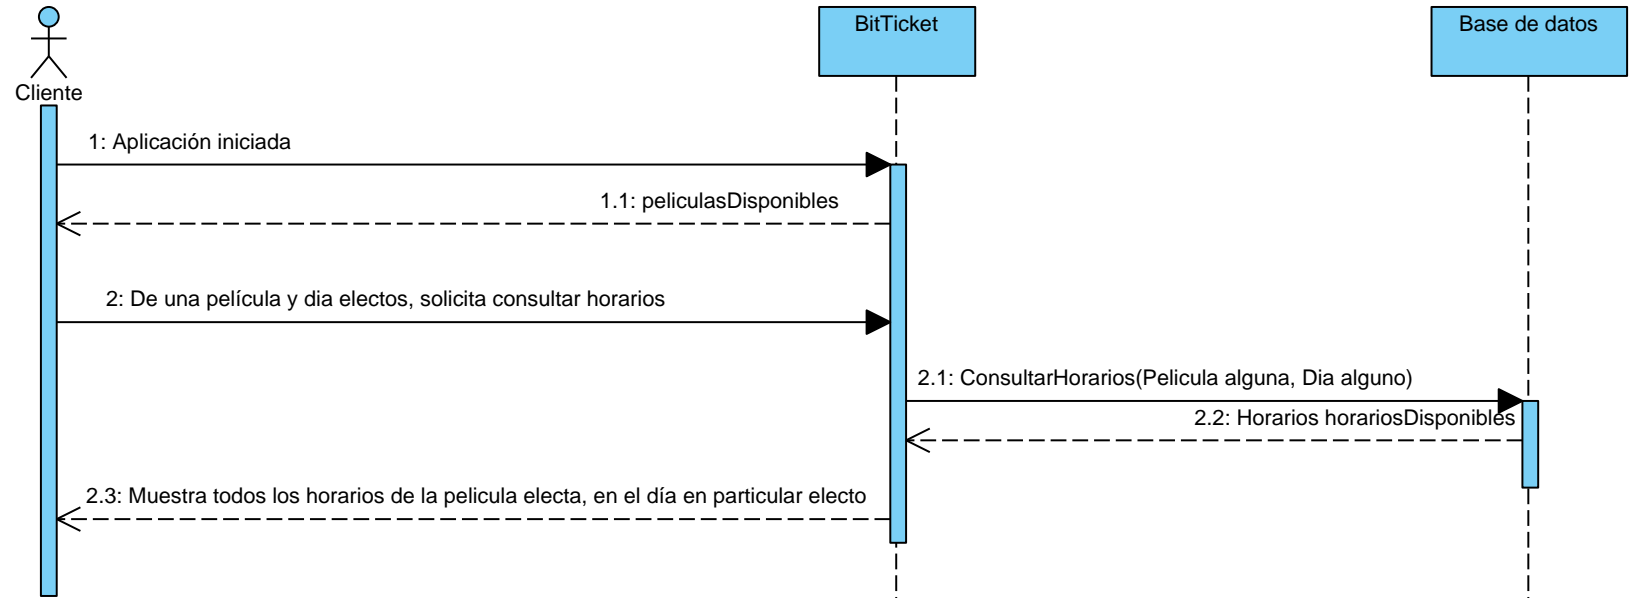 BitTicket
Base de datos
Cliente
1: Aplicación iniciada
1.1: peliculasDisponibles
2: De una película y dia electos, solicita consultar horarios
2.1: ConsultarHorarios(Pelicula alguna, Dia alguno)
2.2: Horarios horariosDisponibles
2.3: Muestra todos los horarios de la pelicula electa, en el día en particular electo